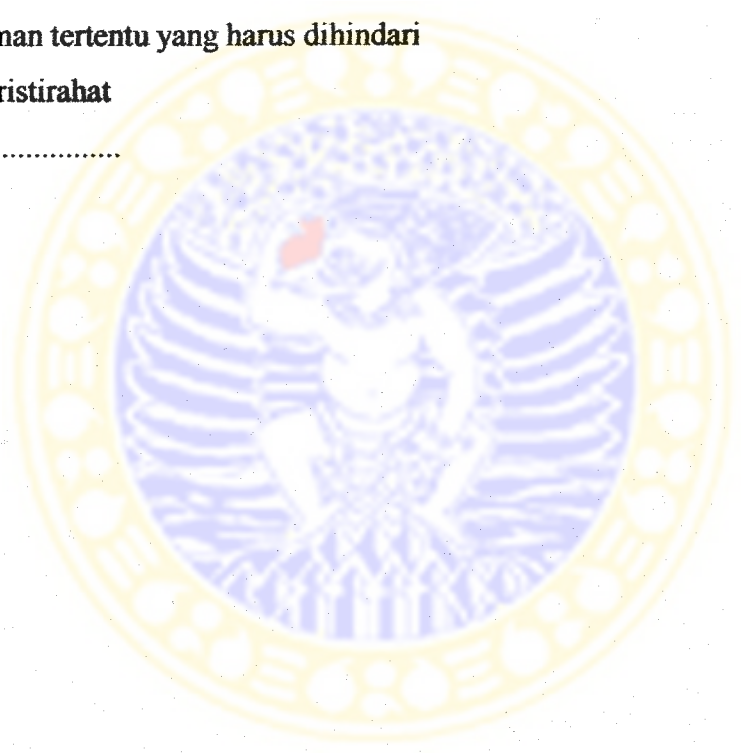 man tertentu yang harus dihindari
ristirahat
...............